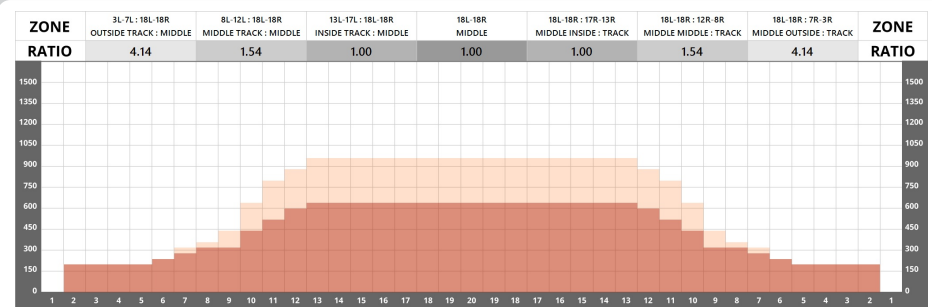 ZONE
3L-7L : 18L-18R
OUTSIDE TRACK : MIDDLE
8L-12L : 18L-18R
MIDDLE TRACK : MIDDLE
13L-17L : 18L-18R
INSIDE TRACK : MIDDLE
18L-18R
MIDDLE
18L-18R : 17R-13R
MIDDLE INSIDE : TRACK
18L-18R : 12R-8R
MIDDLE MIDDLE : TRACK
18L-18R : 7R-3R
MIDDLE OUTSIDE : TRACK
ZONE
RATIO 4.14 1.54 1.00 1.00 1.00 1.54 4.14 RATIO
1500 1500
1350 1350
1200 1200
1050 1050
900 900
750 750
600 600
450 450
300 300
150 150
0 0
1 2 3 4 5 6 7 8 9 10 11 12 13 14 15 16 17 18 19 20 19 18 17 16 15 14 13 12 11 10 9 8 7 6 5 4 3 2 1